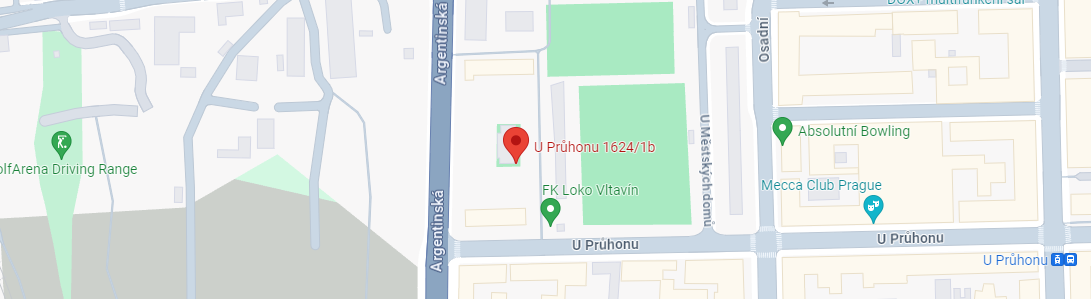 DOX+ multifunkční sál
Argentinská
Osadní
U Průhonu 1624/1b
U Městských domů
Absolutní Bowling
olfArena Driving Range
FK Loko Vltavín
Mecca Club Prague
Argentinská
U Průhonu
U Průhonu
U Průhonu